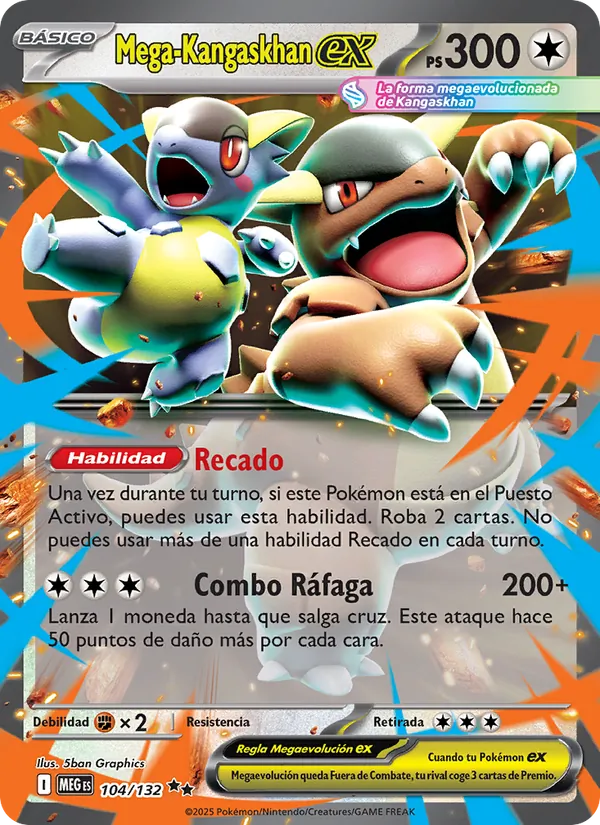 BÁSICO
Mega-Kangaskhan ex
PS 300
La forma megaevolucionada
de Kangaskhan
Habilidad Recado
Una vez durante tu turno, si este Pokémon está en el Puesto
Activo, puedes usar esta habilidad. Roba 2 cartas. No
puedes usar más de una habilidad Recado en cada turno.
Combo Ráfaga 200+
Lanza 1 moneda hasta que salga cruz. Este ataque hace
50 puntos de daño más por cada cara.
Debilidad ×2 Resistencia Retirada
Ilus. 5ban Graphics
Regla Megaevolución ex Cuando tu Pokémon ex
Megaevolución queda Fuera de Combate, tu rival coge 3 cartas de Premio.
I MEG ES 104/132
©2025 Pokémon/Nintendo/Creatures/GAME FREAK